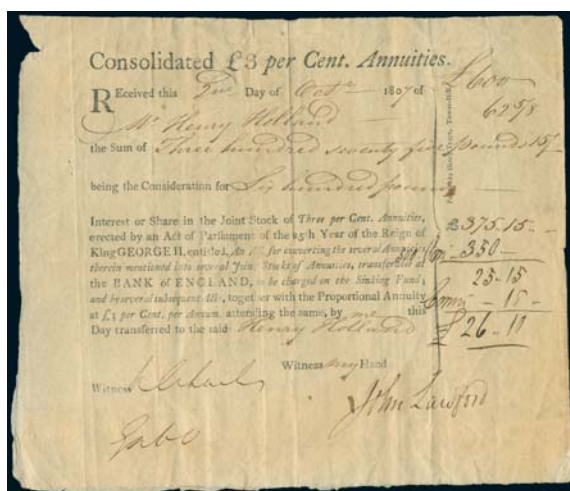 Consolidated £3 per Cent. Annuities.
REceived this Day of Octr 1807 of
£600
62 5/8
Mr Henry Holland
the Sum of Three hundred seventy five pounds 15/-
being the Consideration for Six hundred pounds
Interest or Share in the Joint Stock of Three per Cent. Annuities,
£375.15.-
erected by an Act of Parliament of the 25th Year of the Reign of
King GEORGE II, entitled, An Act for converting the several Annuities
350
therein mentioned into several Joint Stocks of Annuities, transferable at
25.15
the BANK of ENGLAND, to be charged on the Sinking Fund;
and by several subsequent Acts, together with the Proportional Annuity
15
at £3 per Cent. per Annum. attending the same, by me this
Day transferred to the said Henry Holland
£26.10
Witness my Hand
Witness
John Lawford